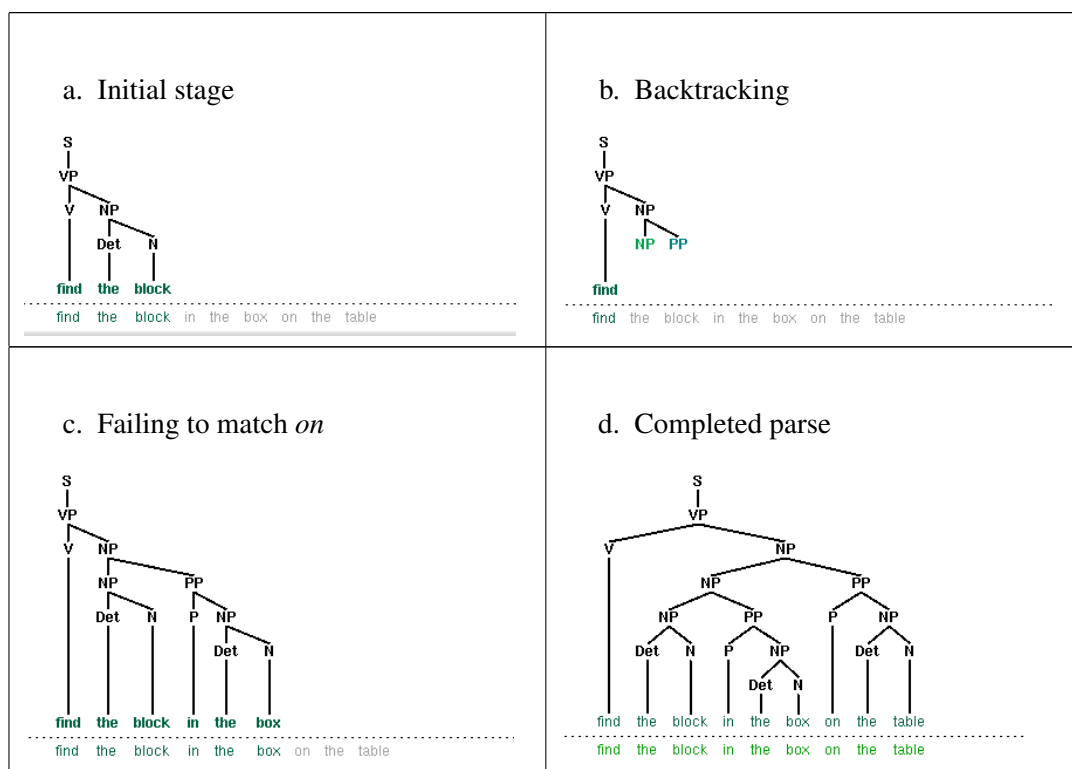 a. Initial stage
S
VP
V NP
Det N
find the block
find the block in the box on the table
b. Backtracking
S
VP
V NP
NP PP
find
find the block in the box on the table
c. Failing to match on
S
VP
V NP
NP PP
Det N P NP
Det N
find the block in the box
find the block in the box on the table
d. Completed parse
S
VP
V NP
NP PP
NP PP P NP
Det N P NP Det N
Det N
find the block in the box on the table
find the block in the box on the table